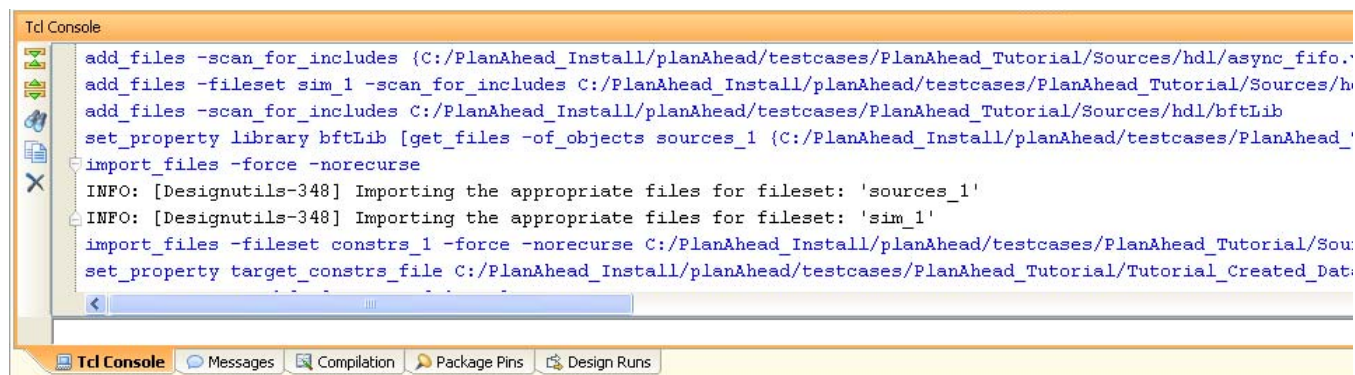 Tcl Console
add_files -scan_for_includes {C:/PlanAhead_Install/planAhead/testcases/PlanAhead_Tutorial/Sources/hdl/async_fifo.v
add_files -fileset sim_1 -scan_for_includes C:/PlanAhead_Install/planAhead/testcases/PlanAhead_Tutorial/Sources/hd
add_files -scan_for_includes C:/PlanAhead_Install/planAhead/testcases/PlanAhead_Tutorial/Sources/hdl/bftLib
set_property library bftLib [get_files -of_objects sources_1 {C:/PlanAhead_Install/planAhead/testcases/PlanAhead_
import_files -force -norecurse
INFO: [Designutils-348] Importing the appropriate files for fileset: 'sources_1'
INFO: [Designutils-348] Importing the appropriate files for fileset: 'sim_1'
import_files -fileset constrs_1 -force -norecurse C:/PlanAhead_Install/planAhead/testcases/PlanAhead_Tutorial/Sou
set_property target_constrs_file C:/PlanAhead_Install/planAhead/testcases/PlanAhead_Tutorial/Tutorial_Created_Data
Tcl Console Messages Compilation Package Pins Design Runs